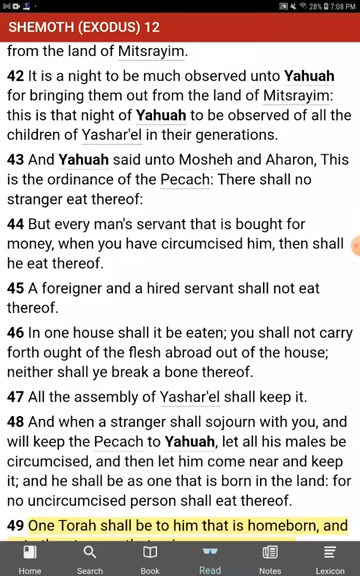 28% 7:08 PM
SHEMOTH (EXODUS) 12
from the land of Mitsrayim.
42 It is a night to be much observed unto Yahuah
for bringing them out from the land of Mitsrayim:
this is that night of Yahuah to be observed of all the
children of Yashar'el in their generations.
43 And Yahuah said unto Mosheh and Aharon, This
is the ordinance of the Pecach: There shall no
stranger eat thereof:
44 But every man's servant that is bought for
money, when you have circumcised him, then shall
he eat thereof.
45 A foreigner and a hired servant shall not eat
thereof.
46 In one house shall it be eaten; you shall not carry
forth ought of the flesh abroad out of the house;
neither shall ye break a bone thereof.
47 All the assembly of Yashar'el shall keep it.
48 And when a stranger shall sojourn with you, and
will keep the Pecach to Yahuah, let all his males be
circumcised, and then let him come near and keep
it; and he shall be as one that is born in the land: for
no uncircumcised person shall eat thereof.
49 One Torah shall be to him that is homeborn, and
Home Search Book Read Notes Lexicon